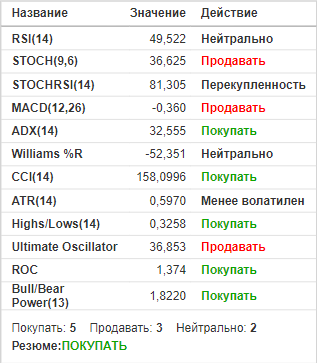 Название Значение Действие
RSI(14) 49,522 Нейтрально
STOCH(9,6) 36,625 Продавать
STOCHRSI(14) 81,305 Перекупленность
MACD(12,26) -0,360 Продавать
ADX(14) 32,555 Покупать
Williams %R -52,351 Нейтрально
CCI(14) 158,0996 Покупать
ATR(14) 0,5970 Менее волатилен
Highs/Lows(14) 0,3258 Покупать
Ultimate Oscillator 36,853 Продавать
ROC 1,374 Покупать
Bull/Bear
Power(13) 1,8220 Покупать
Покупать: 5 Продавать: 3 Нейтрально: 2
Резюме:ПОКУПАТЬ